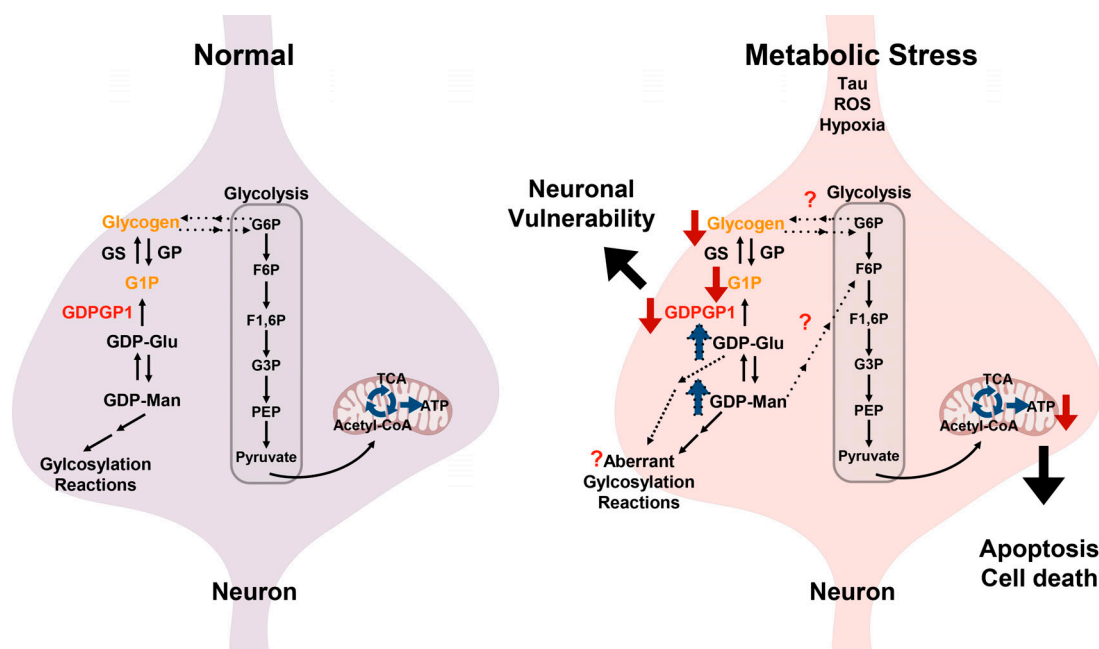 Normal
Glycolysis
Glycogen
G6P
GS
GP
G1P
F6P
GDPGP1
F1,6P
GDP-Glu
G3P
GDP-Man
PEP
TCA
ATP
Acetyl-CoA
Pyruvate
Gylcosylation
Reactions
Neuron
Metabolic Stress
Tau
ROS
Hypoxia
Neuronal
Vulnerability
?
Glycolysis
Glycogen
G6P
GS
GP
G1P
F6P
GDPGP1
?
F1,6P
GDP-Glu
G3P
GDP-Man
PEP
TCA
ATP
Acetyl-CoA
Pyruvate
?Aberrant
Gylcosylation
Reactions
Apoptosis
Cell death
Neuron